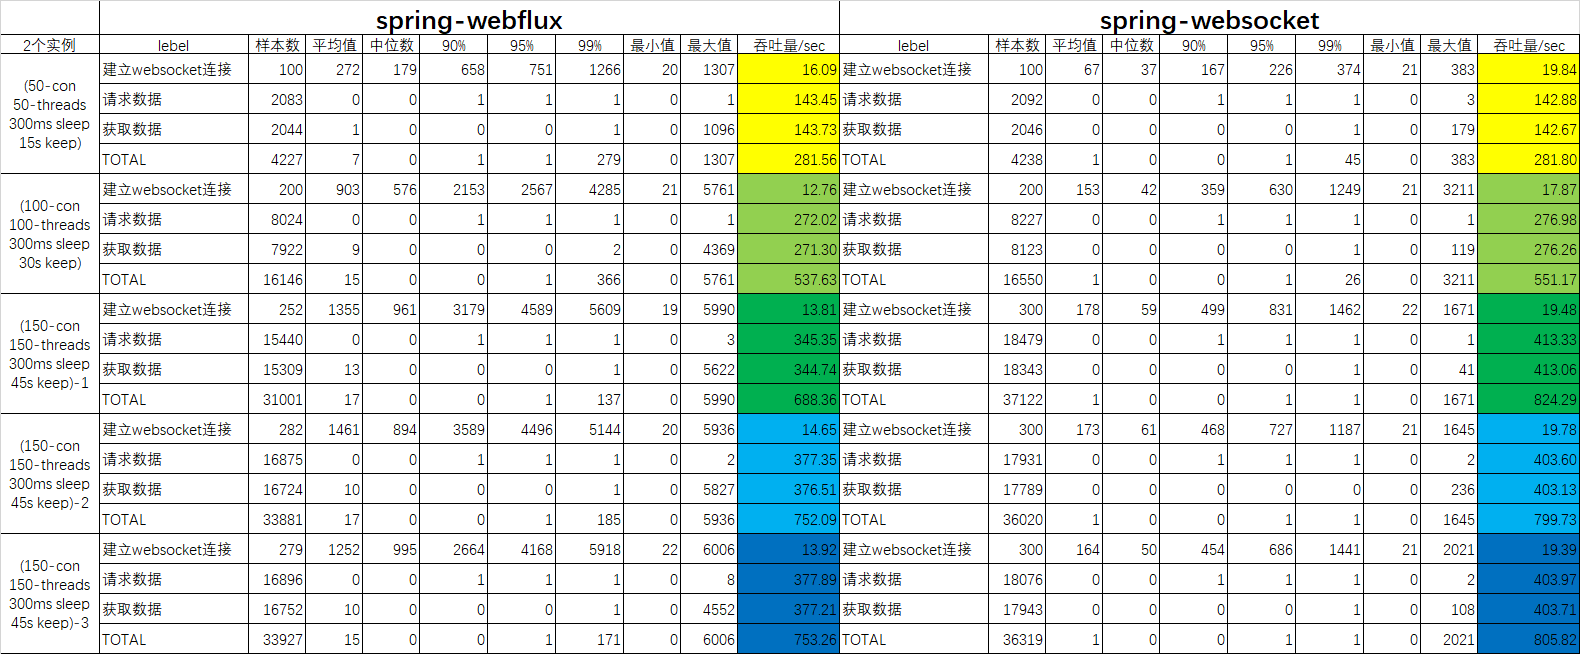 spring-webflux spring-websocket
2个实例 lebel 样本数 平均值 中位数 90% 95% 99% 最小值 最大值 吞吐量/sec lebel 样本数 平均值 中位数 90% 95% 99% 最小值 最大值 吞吐量/sec
(50-con
50-threads
300ms sleep
15s keep)
建立websocket连接 100 272 179 658 751 1266 20 1307 16.09 建立websocket连接 100 67 37 167 226 374 21 383 19.84
请求数据 2083 0 0 1 1 1 0 1 143.45 请求数据 2092 0 0 1 1 1 0 3 142.88
获取数据 2044 1 0 0 0 1 0 1096 143.73 获取数据 2046 0 0 0 0 1 0 179 142.67
TOTAL 4227 7 0 1 1 279 0 1307 281.56 TOTAL 4238 1 0 0 1 45 0 383 281.80
(100-con
100-threads
300ms sleep
30s keep)
建立websocket连接 200 903 576 2153 2567 4285 21 5761 12.76 建立websocket连接 200 153 42 359 630 1249 21 3211 17.87
请求数据 8024 0 0 1 1 1 0 1 272.02 请求数据 8227 0 0 1 1 1 0 1 276.98
获取数据 7922 9 0 0 0 2 0 4369 271.30 获取数据 8123 0 0 0 0 1 0 119 276.26
TOTAL 16146 15 0 0 1 366 0 5761 537.63 TOTAL 16550 1 0 0 1 26 0 3211 551.17
(150-con
150-threads
300ms sleep
45s keep)-1
建立websocket连接 252 1355 961 3179 4589 5609 19 5990 13.81 建立websocket连接 300 178 59 499 831 1462 22 1671 19.48
请求数据 15440 0 0 1 1 1 0 3 345.35 请求数据 18479 0 0 1 1 1 0 1 413.33
获取数据 15309 13 0 0 0 1 0 5622 344.74 获取数据 18343 0 0 0 0 1 0 41 413.06
TOTAL 31001 17 0 0 1 137 0 5990 688.36 TOTAL 37122 1 0 0 1 1 0 1671 824.29
(150-con
150-threads
300ms sleep
45s keep)-2
建立websocket连接 282 1461 894 3589 4496 5144 20 5936 14.65 建立websocket连接 300 173 61 468 727 1187 21 1645 19.78
请求数据 16875 0 0 1 1 1 0 2 377.35 请求数据 17931 0 0 1 1 1 0 2 403.60
获取数据 16724 10 0 0 0 1 0 5827 376.51 获取数据 17789 0 0 0 0 0 0 236 403.13
TOTAL 33881 17 0 0 1 185 0 5936 752.09 TOTAL 36020 1 0 0 1 1 0 1645 799.73
(150-con
150-threads
300ms sleep
45s keep)-3
建立websocket连接 279 1252 995 2664 4168 5918 22 6006 13.92 建立websocket连接 300 164 50 454 686 1441 21 2021 19.39
请求数据 16896 0 0 1 1 1 0 8 377.89 请求数据 18076 0 0 1 1 1 0 2 403.97
获取数据 16752 10 0 0 0 1 0 4552 377.21 获取数据 17943 0 0 0 0 1 0 108 403.71
TOTAL 33927 15 0 0 1 171 0 6006 753.26 TOTAL 36319 1 0 0 1 1 0 2021 805.82